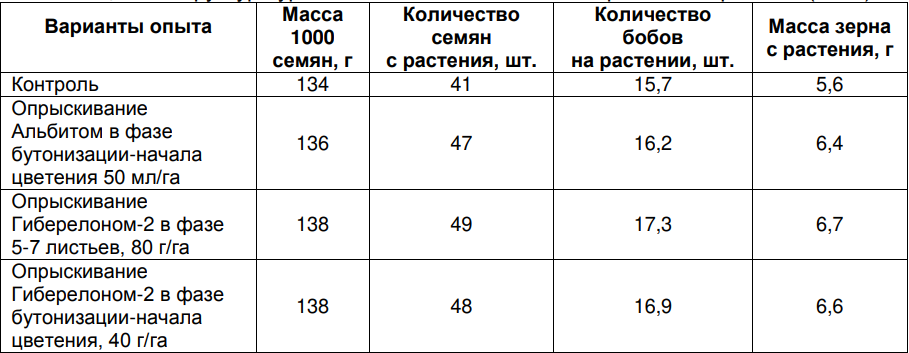 Варианты опыта
Масса
1000
семян, г
Количество
семян
с растения, шт.
Количество
бобов
на растении, шт.
Масса зерна
с растения, г
Контроль 134 41 15,7 5,6
Опрыскивание
Альбитом в фазе
бутонизации-начала
цветения 50 мл/га
136 47 16,2 6,4
Опрыскивание
Гиберелоном-2 в фазе
5-7 листьев, 80 г/га
138 49 17,3 6,7
Опрыскивание
Гиберелоном-2 в фазе
бутонизации-начала
цветения, 40 г/га
138 48 16,9 6,6